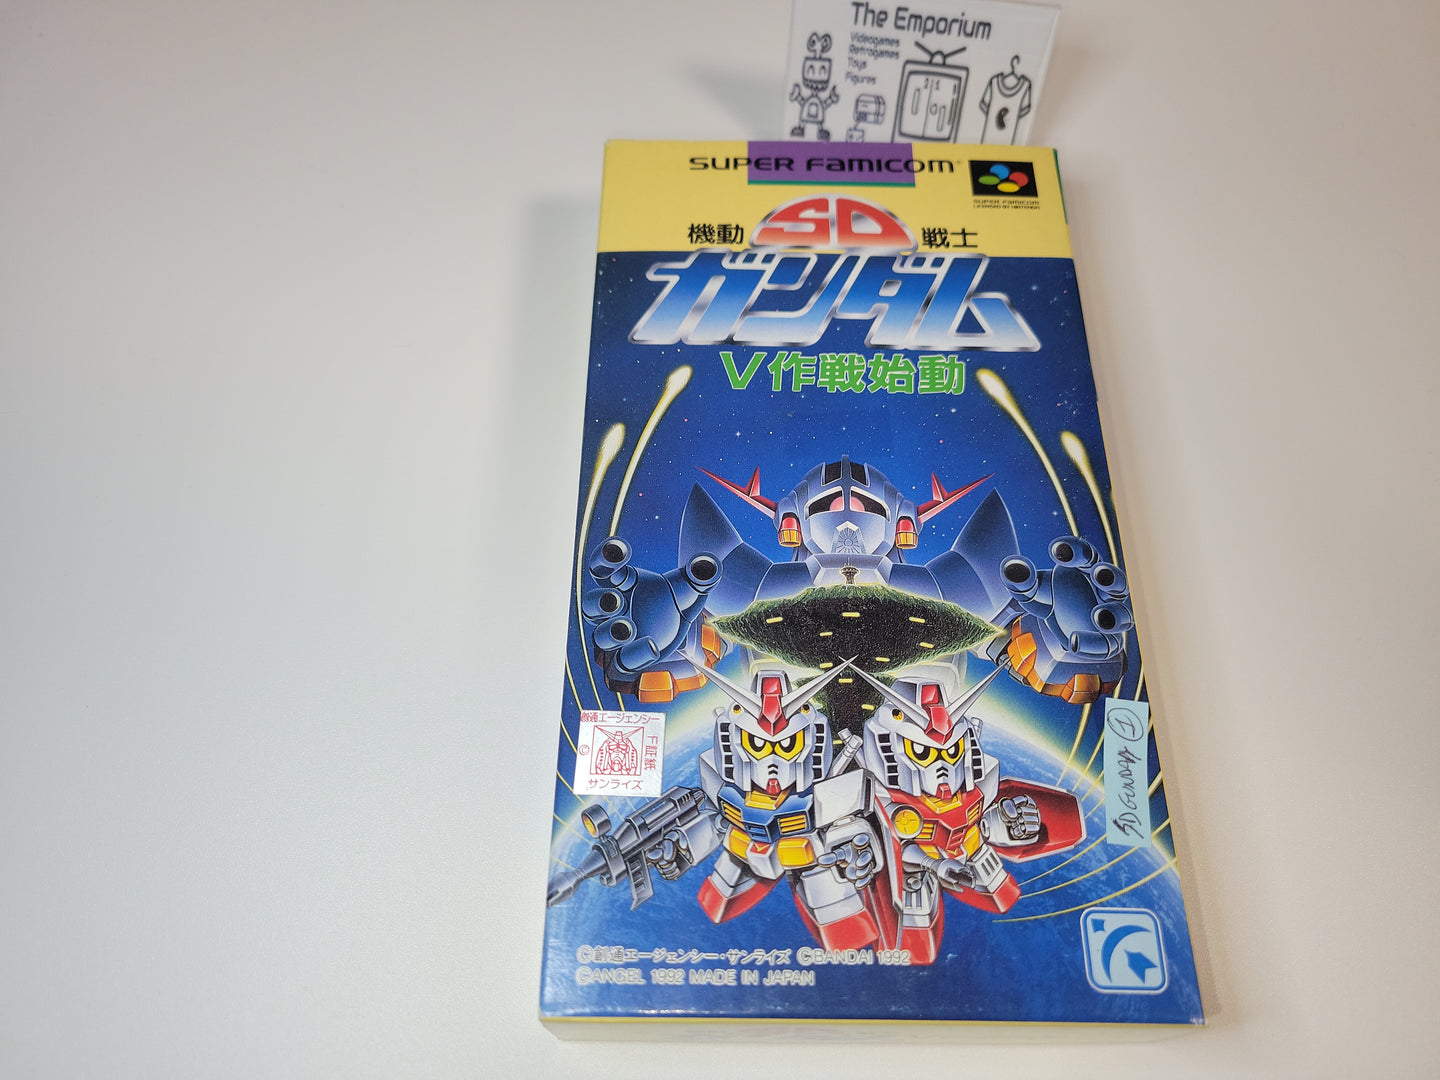 The Emporium
Videogames
Retrogames
Toys
Figures
SUPER FAMICOM
SUPER FAMICOM
LICENSED BY NINTENDO
機動 SD 戦士
ガンダム
V作戦始動
創通エージェンシー
証紙
サンライズ
SD GUNDAM 1
©創通エージェンシー・サンライズ ©BANDAI 1992
©ANGEL 1992 MADE IN JAPAN